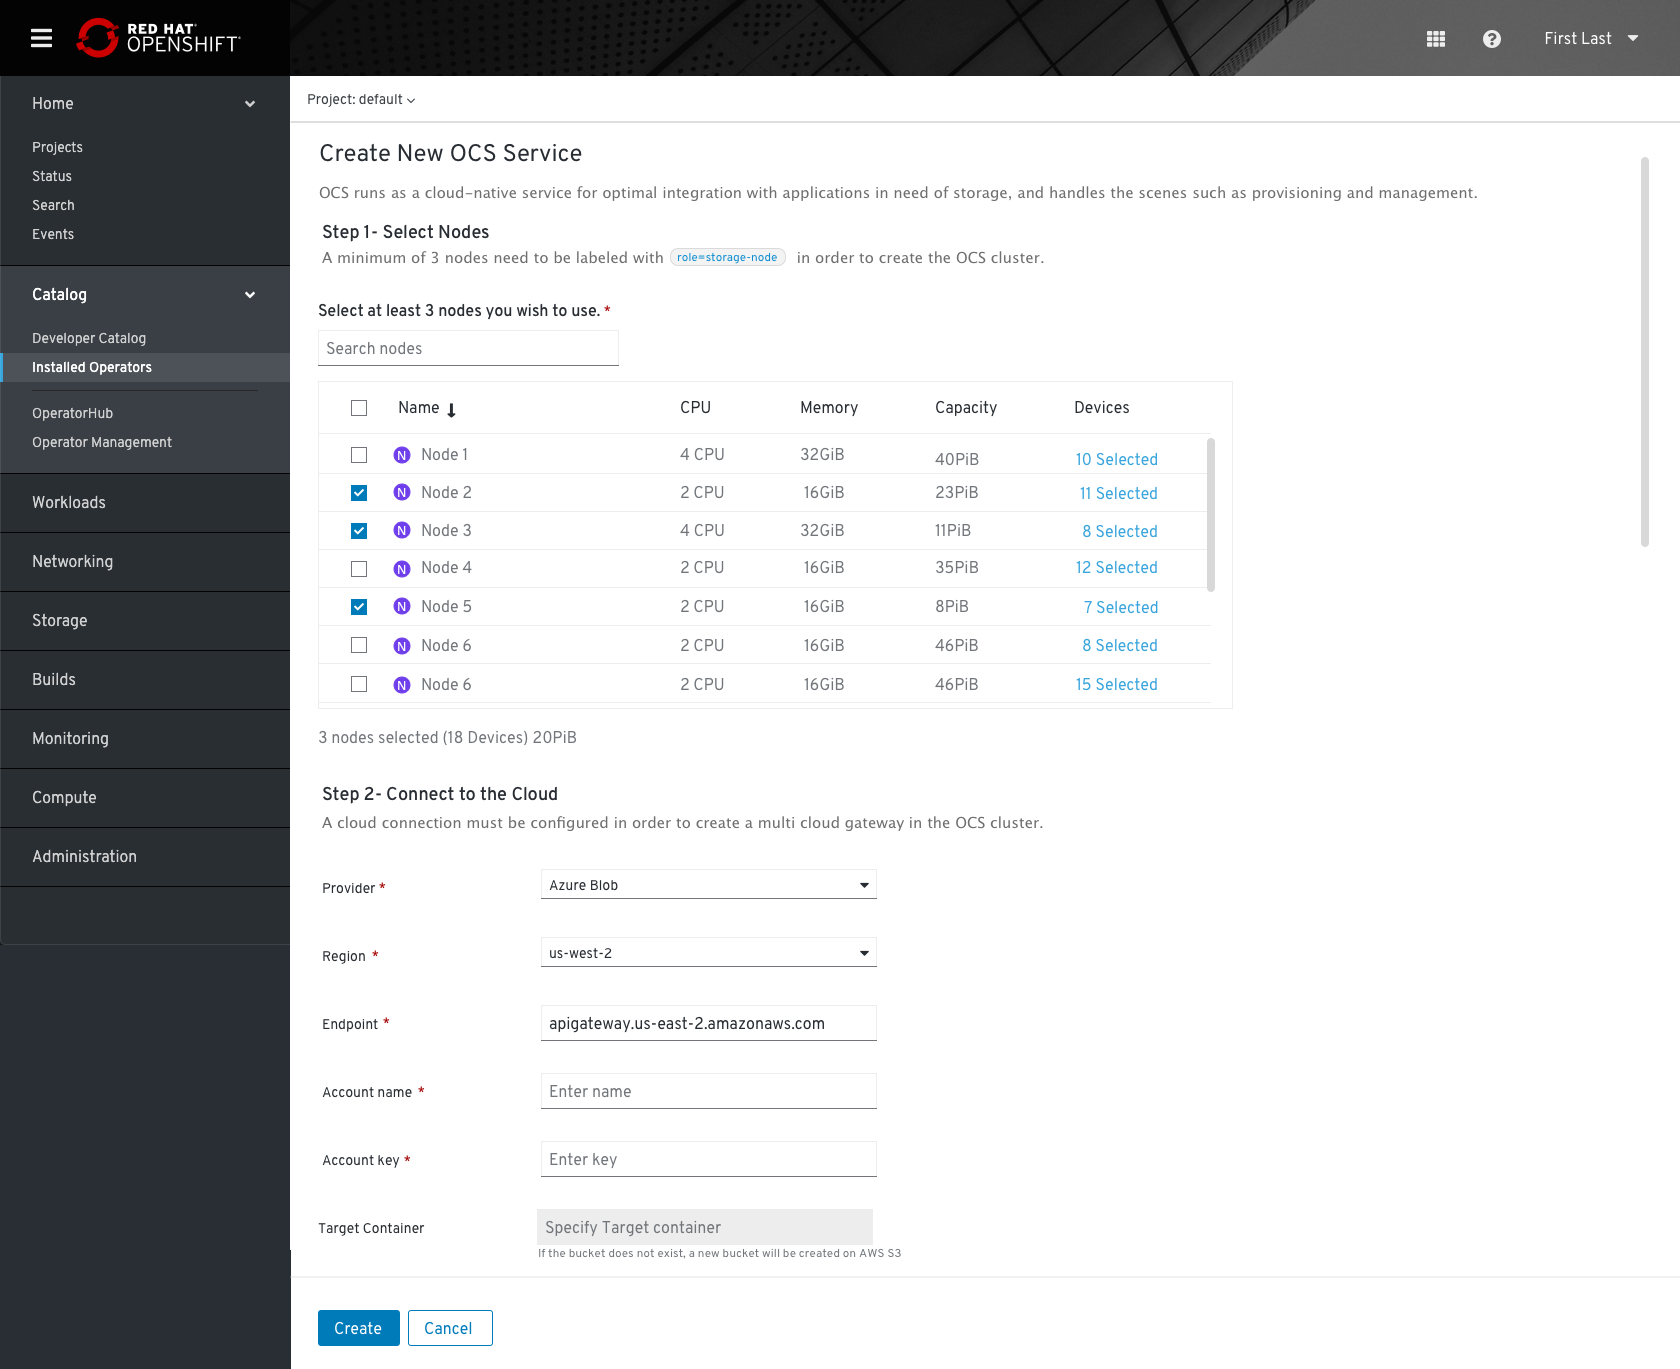 RED HAT
OPENSHIFT
First Last
Home
Projects
Status
Search
Events
Catalog
Developer Catalog
Installed Operators
OperatorHub
Operator Management
Workloads
Networking
Storage
Builds
Monitoring
Compute
Administration
Project: default
Create New OCS Service
OCS runs as a cloud-native service for optimal integration with applications in need of storage, and handles the scenes such as provisioning and management.
Step 1- Select Nodes
A minimum of 3 nodes need to be labeled with role=storage-node in order to create the OCS cluster.
Select at least 3 nodes you wish to use. *
Search nodes
Name CPU Memory Capacity Devices
N Node 1 4 CPU 32GiB 40PiB 10 Selected
N Node 2 2 CPU 16GiB 23PiB 11 Selected
N Node 3 4 CPU 32GiB 11PiB 8 Selected
N Node 4 2 CPU 16GiB 35PiB 12 Selected
N Node 5 2 CPU 16GiB 8PiB 7 Selected
N Node 6 2 CPU 16GiB 46PiB 8 Selected
N Node 6 2 CPU 16GiB 46PiB 15 Selected
3 nodes selected (18 Devices) 20PiB
Step 2- Connect to the Cloud
A cloud connection must be configured in order to create a multi cloud gateway in the OCS cluster.
Provider * Azure Blob
Region * us-west-2
Endpoint * apigateway.us-east-2.amazonaws.com
Account name * Enter name
Account key * Enter key
Target Container Specify Target container
If the bucket does not exist, a new bucket will be created on AWS S3
Create Cancel